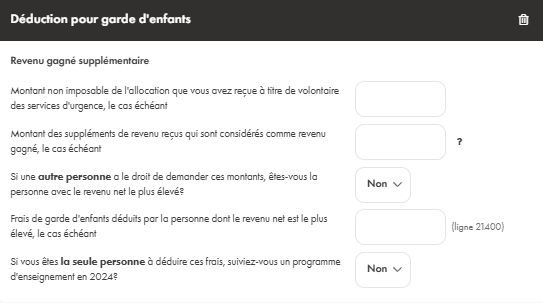 Déduction pour garde d'enfants
Revenu gagné supplémentaire
Montant non imposable de l'allocation que vous avez reçue à titre de volontaire
des services d'urgence, le cas échéant
Montant des suppléments de revenu reçus qui sont considérés comme revenu
gagné, le cas échéant
?
Si une autre personne a le droit de demander ces montants, êtes-vous la
personne avec le revenu net le plus élevé?
Non
Frais de garde d'enfants déduits par la personne dont le revenu net est le plus
élevé, le cas échéant
(ligne 21400)
Si vous êtes la seule personne à déduire ces frais, suiviez-vous un programme
d'enseignement en 2024?
Non